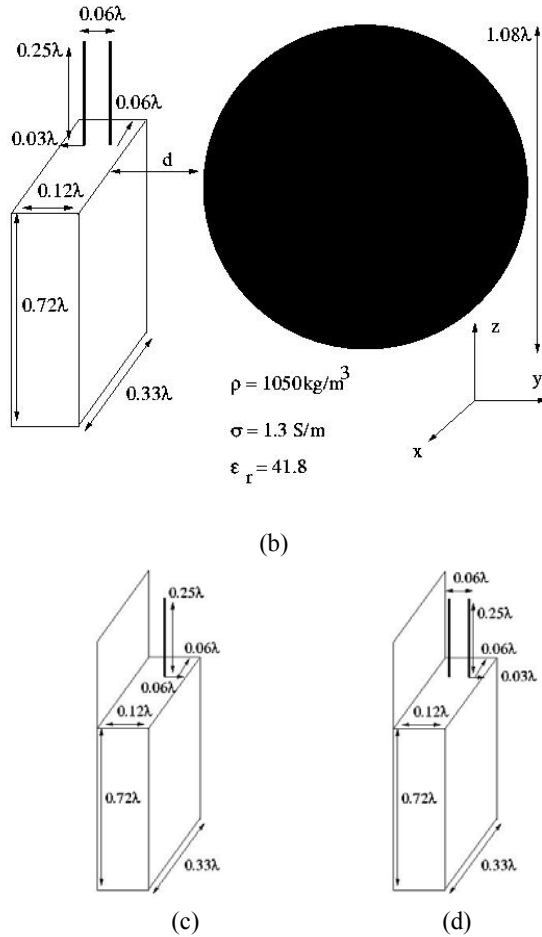 0.06λ
1.08λ
0.25λ
0.06λ
0.03λ
d
0.12λ
0.72λ
z
ρ = 1050kg/m³
0.33λ
y
σ = 1.3 S/m
x
ε r = 41.8
(b)
0.06λ
0.25λ
0.25λ
0.06λ
0.06λ
0.06λ
0.03λ
0.12λ
0.12λ
0.72λ
0.72λ
0.33λ
0.33λ
(c)
(d)